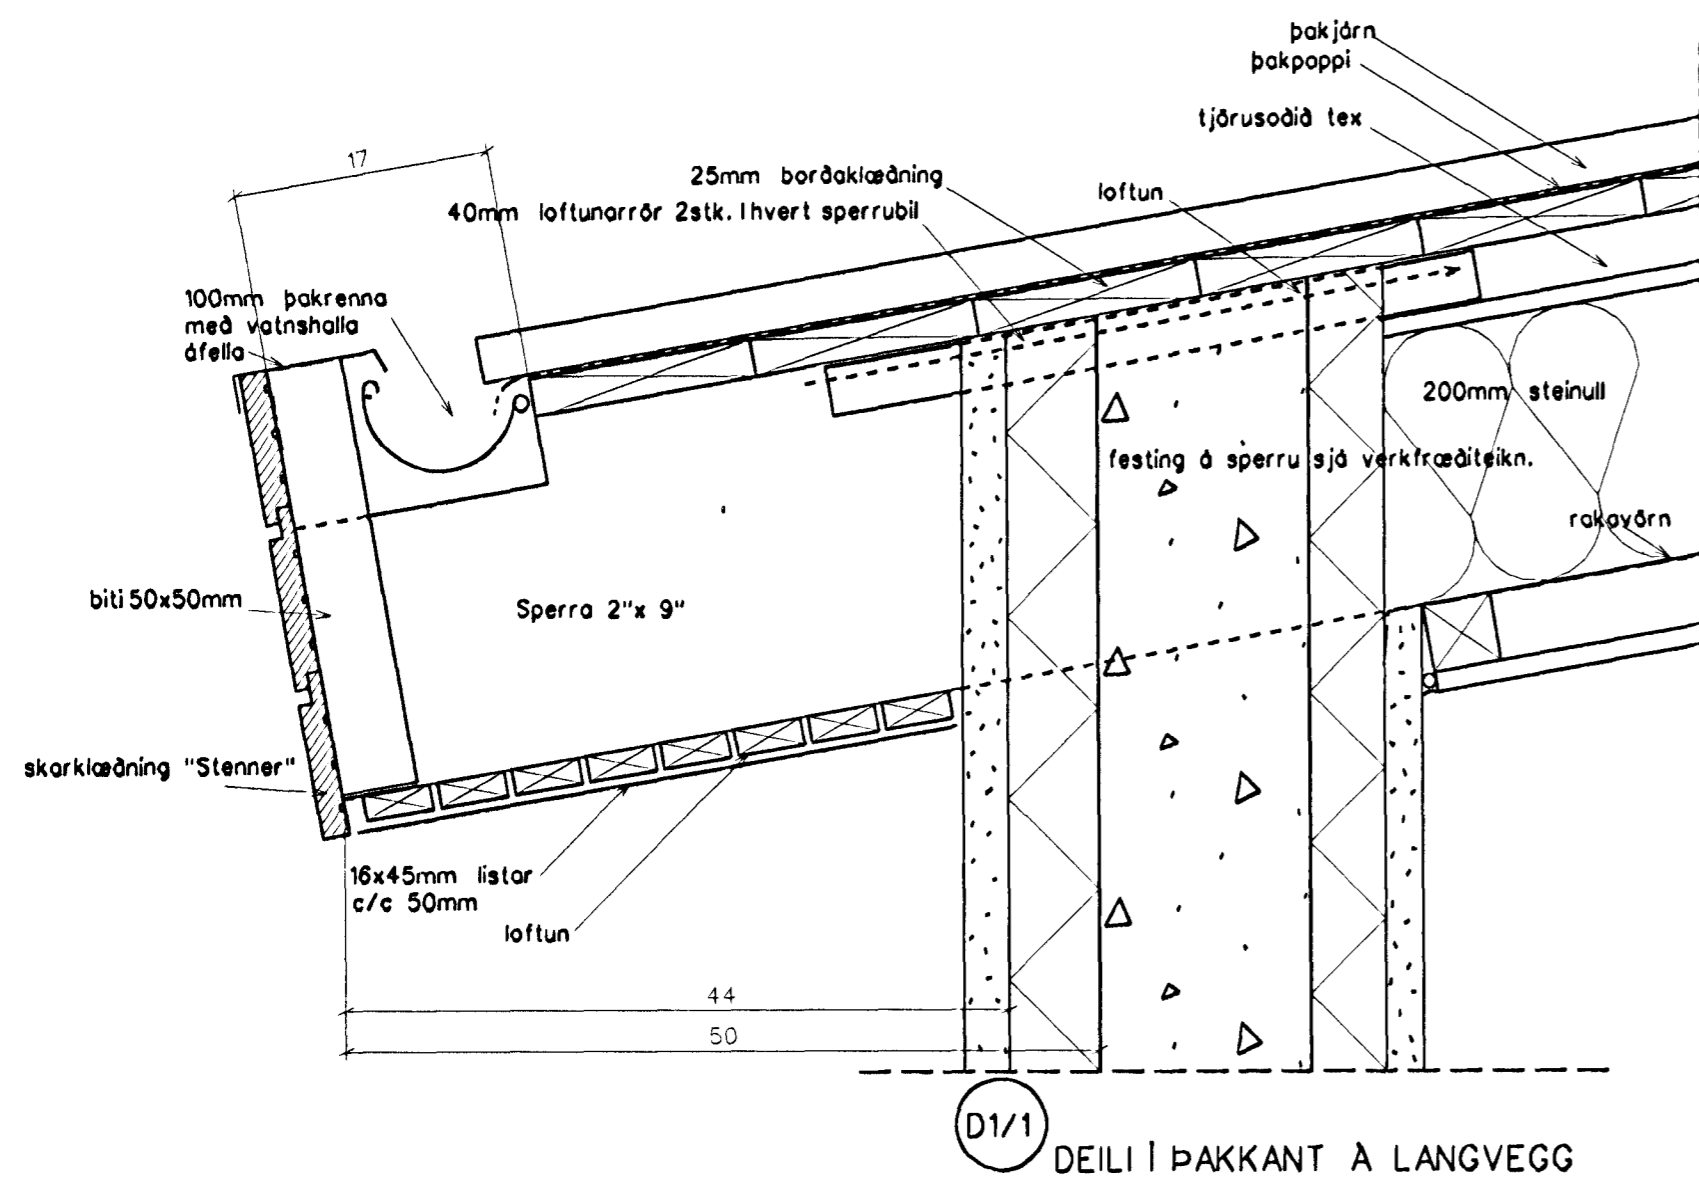 þakjárn
þakpappi
tjörusoðið tex
17
25mm borðaklæðning
loftun
40mm loftunarrör 2stk. Í hvert sperrubil
100mm þakrenna
með vatnshalla
áfella
200mm steinull
festing á sperru sjá verkfræðiteikn.
rakavörn
biti 50x50mm
Sperra 2"x 9"
skarklæðning "Stenner"
16x45mm listar
c/c 50mm
loftun
44
50
D1/1
DEILI Í ÞAKKANT Á LANGVEGG